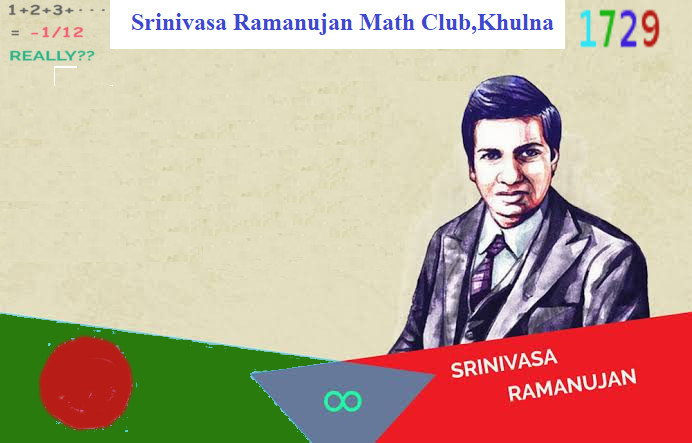 1+2+3+····
= -1/12
REALLY??
Srinivasa Ramanujan Math Club,Khulna
1729
SRINIVASA
RAMANUJAN
∞